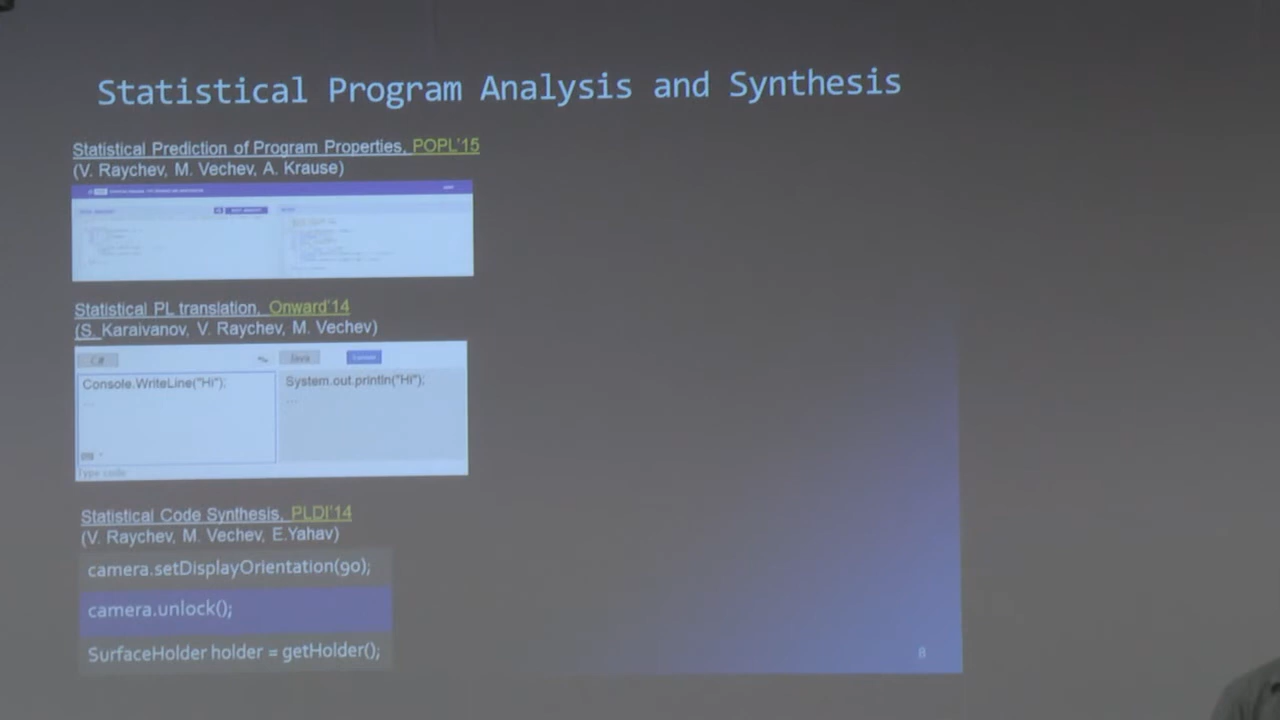 Statistical Program Analysis and Synthesis
Statistical Prediction of Program Properties, POPL'15
(V. Raychev, M. Vechev, A. Krause)
Statistical PL translation, Onward'14
(S. Karaivanov, V. Raychev, M. Vechev)
C#
Java
Console.WriteLine("Hi");
System.out.println("Hi");
...
...
Type code
Statistical Code Synthesis, PLDI'14
(V. Raychev, M. Vechev, E.Yahav)
camera.setDisplayOrientation(90);
camera.unlock();
SurfaceHolder holder = getHolder();
8